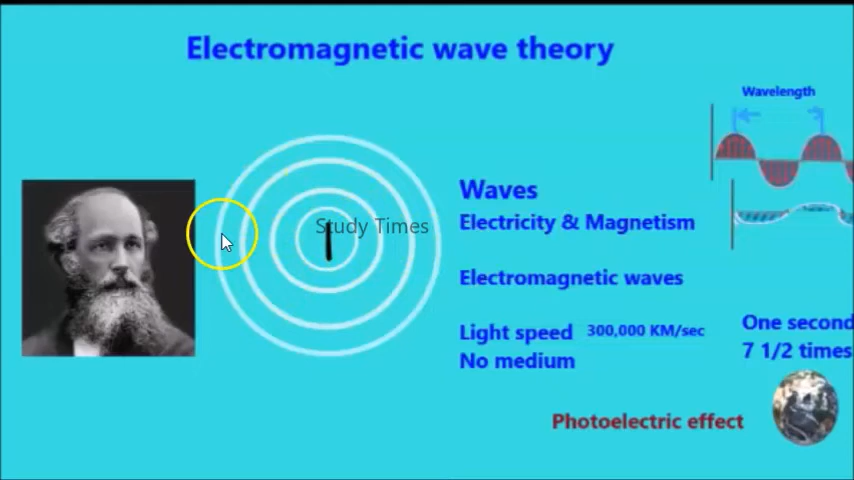 Electromagnetic wave theory
Wavelength
Waves
Electricity & Magnetism
Study Times
Electromagnetic waves
Light speed 300,000 KM/sec
No medium
One second
7 1/2 times
Photoelectric effect